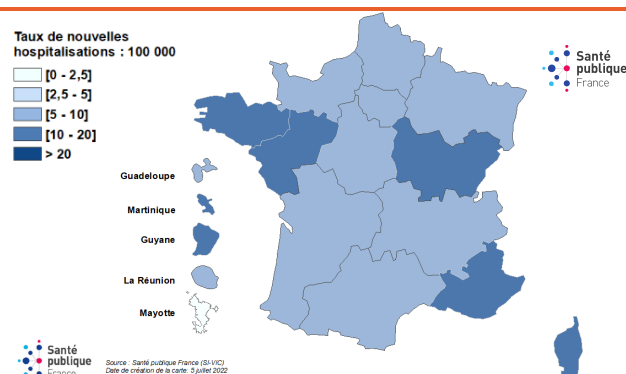 Taux de nouvelles
hospitalisations : 100 000
[0 - 2,5]
[2,5 - 5]
[5 - 10]
[10 - 20]
> 20
Santé
publique
France
Guadeloupe
Martinique
Guyane
La Réunion
Mayotte
Santé
publique
France
Source : Santé publique France (SI-VIC)
Date de création de la carte: 5 juillet 2022